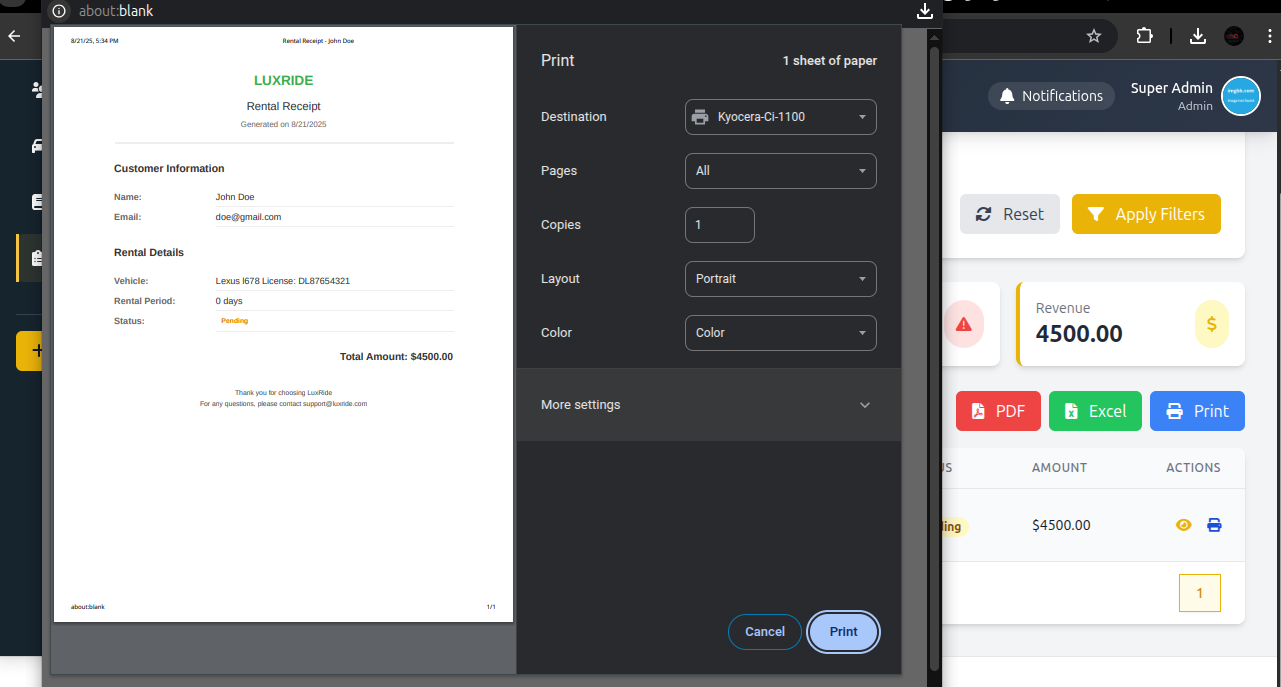 about:blank
8/21/25, 5:34 PM Rental Receipt - John Doe
LUXRIDE
Rental Receipt
Generated on 8/21/2025
Customer Information
Name: John Doe
Email: doe@gmail.com
Rental Details
Vehicle: Lexus l678 License: DL87654321
Rental Period: 0 days
Status: Pending
Total Amount: $4500.00
Thank you for choosing LuxRide
For any questions, please contact support@luxride.com
about:blank 1/1
Print 1 sheet of paper
Destination Kyocera-Ci-1100
Pages All
Copies 1
Layout Portrait
Color Color
More settings
Cancel Print
Notifications
Super Admin
Admin
Reset Apply Filters
Revenue
4500.00
$
PDF Excel Print
US AMOUNT ACTIONS
ding $4500.00
1